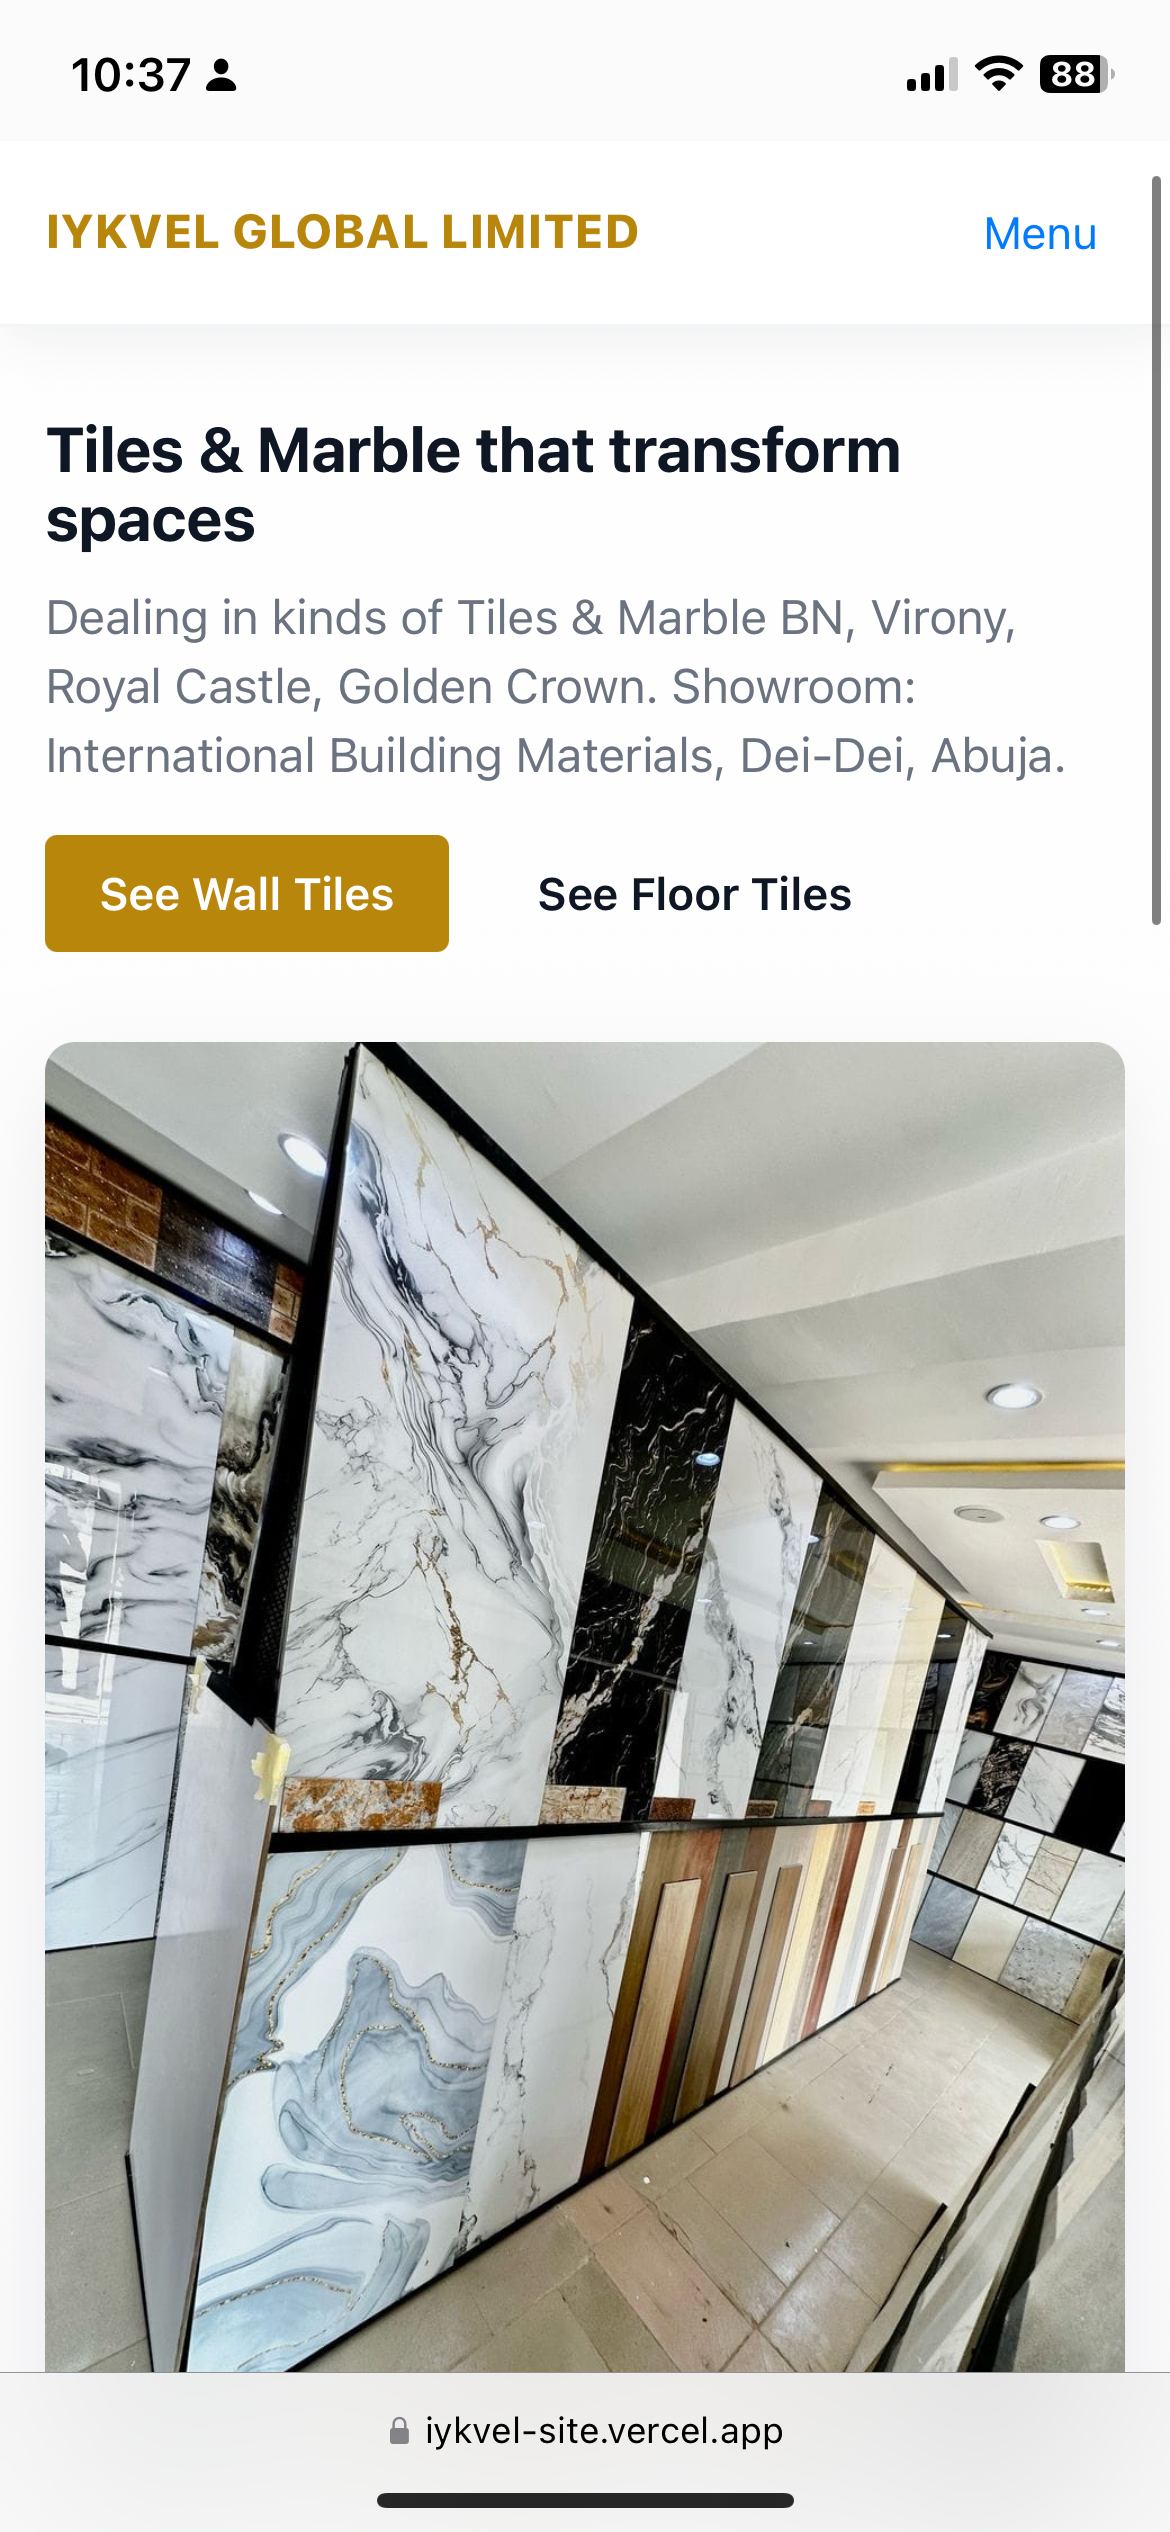 10:37
88
IYKVEL GLOBAL LIMITED
Menu
Tiles & Marble that transform
spaces
Dealing in kinds of Tiles & Marble BN, Virony,
Royal Castle, Golden Crown. Showroom:
International Building Materials, Dei-Dei, Abuja.
See Wall Tiles
See Floor Tiles
iykvel-site.vercel.app